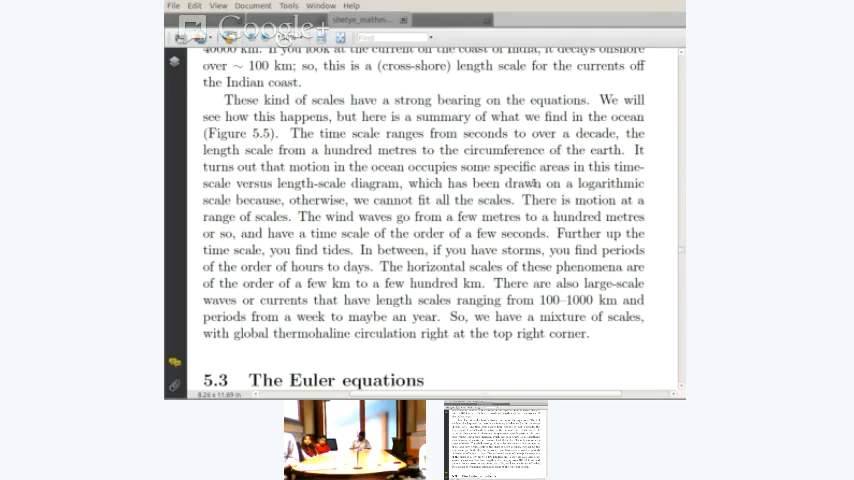 File Edit View Document Tools Window Help
shetye_mathm...
Google+
Find
40000 km. If you look at the current on the coast of India, it decays offshore
over ∼ 100 km; so, this is a (cross-shore) length scale for the currents off
the Indian coast.
These kind of scales have a strong bearing on the equations. We will
see how this happens, but here is a summary of what we find in the ocean
(Figure 5.5). The time scale ranges from seconds to over a decade, the
length scale from a hundred metres to the circumference of the earth. It
turns out that motion in the ocean occupies some specific areas in this time-
scale versus length-scale diagram, which has been drawn on a logarithmic
scale because, otherwise, we cannot fit all the scales. There is motion at a
range of scales. The wind waves go from a few metres to a hundred metres
or so, and have a time scale of the order of a few seconds. Further up the
time scale, you find tides. In between, if you have storms, you find periods
of the order of hours to days. The horizontal scales of these phenomena are
of the order of a few km to a few hundred km. There are also large-scale
waves or currents that have length scales ranging from 100–1000 km and
periods from a week to maybe an year. So, we have a mixture of scales,
with global thermohaline circulation right at the top right corner.
5.3 The Euler equations
8.26 x 11.69 in